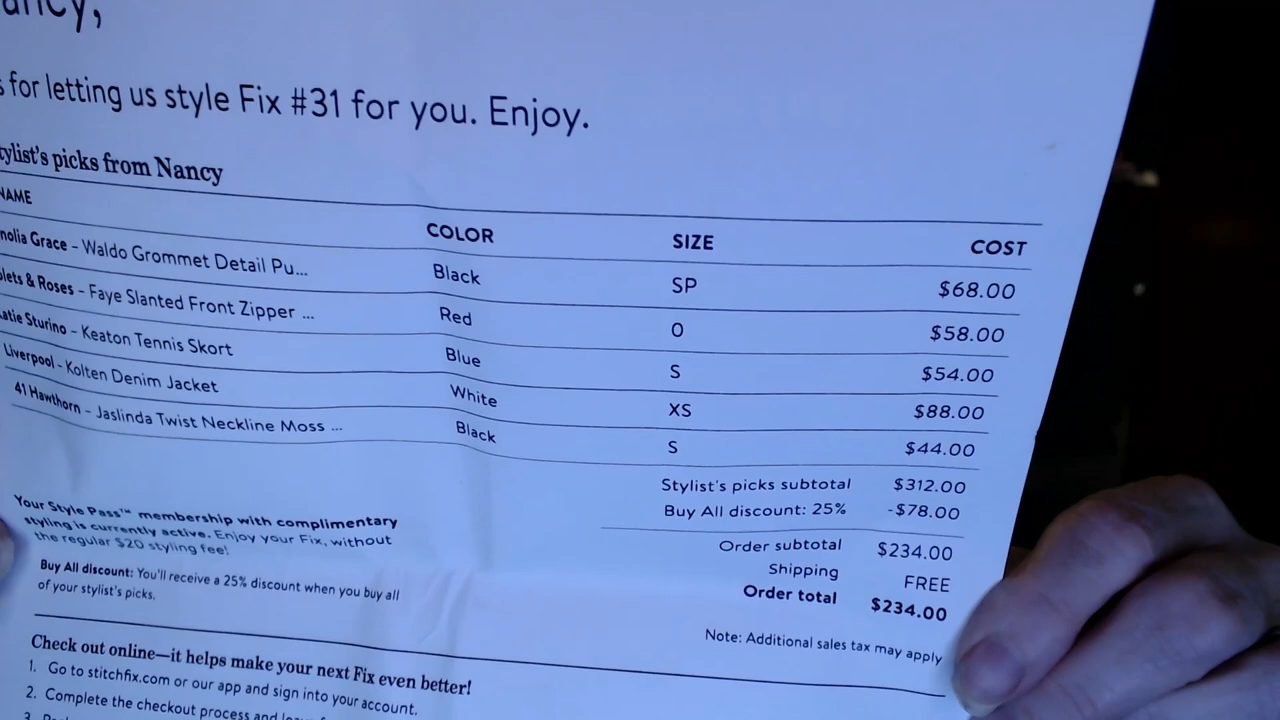 for letting us style Fix #31 for you. Enjoy.
picks from Nancy
NAME COLOR SIZE COST
Grace - Waldo Grommet Detail Pu... Black SP $68.00
& Roses - Faye Slanted Front Zipper ... Red 0 $58.00
Sturino - Keaton Tennis Skort Blue S $54.00
Liverpool - Kolten Denim Jacket White XS $88.00
41 Hawthorn - Jaslinda Twist Neckline Moss ... Black S $44.00
Stylist's picks subtotal $312.00
Buy All discount: 25% -$78.00
Order subtotal $234.00
Shipping FREE
Order total $234.00
Note: Additional sales tax may apply
Your Style Pass™ membership with complimentary
styling is currently active. Enjoy your Fix, without
the regular $20 styling fee!
Buy All discount: You'll receive a 25% discount when you buy all
of your stylist's picks.
Check out online—it helps make your next Fix even better!
1. Go to stitchfix.com or our app and sign into your account.
2. Complete the checkout process and
3.